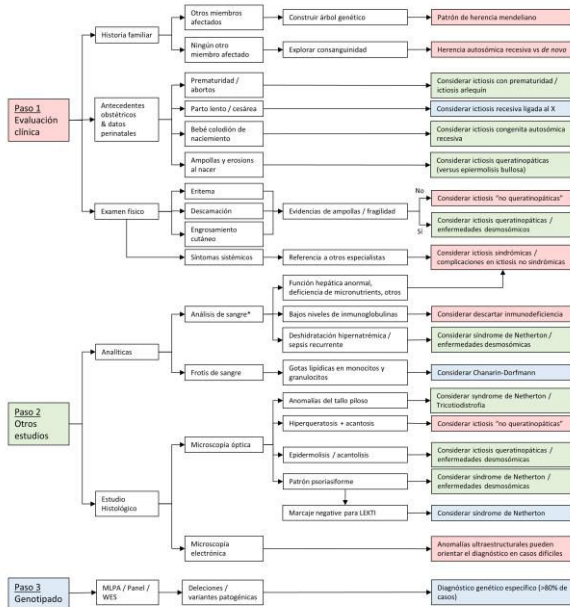 Paso 1
Evaluación
clínica
Historia familiar
Otros miembros
afectados
Construir árbol genético
Patrón de herencia mendeliano
Ningún otro
miembro afectado
Explorar consanguinidad
Herencia autosómica recesiva vs de novo
Antecedentes
obstétricos
& datos
perinatales
Prematuridad /
abortos
Considerar ictiosis con prematuridad /
ictiosis arlequín
Parto lento / cesárea
Considerar ictiosis recesiva ligada al X
Bebé colodión de
naciemiento
Considerar ictiosis congenita autosómica
recesiva
Ampollas y erosions
al nacer
Considerar ictiosis queratinopáticas
(versus epiermolisis bullosa)
Examen físico
Eritema
Descamación
Engrosamiento
cutáneo
Evidencias de ampollas / fragilidad
No
Considerar ictiosis "no queratinopáticas"
Sí
Considerar ictiosis queratinopáticas /
enfermedades desmosómicos
Síntomas sistémicos
Referencia a otros especialistas
Considerar ictiosis sindrómicas /
complicaciones en ictiosis no sindrómicas
Paso 2
Otros
estudios
Analíticas
Análisis de sangre*
Función hepática anormal,
deficiencia de micronutrients, otros
Bajos niveles de inmunoglobulinas
Considerar descartar inmunodeficiencia
Deshidratación hipernatrémica /
sepsis recurrente
Considerar síndrome de Netherton /
enfermedades desmosómicas
Frotis de sangre
Gotas lipídicas en monocitos y
granulocitos
Considerar Chanarin-Dorfmann
Estudio
Histológico
Microscopía óptica
Anomalías del tallo piloso
Considerar syndrome de Netherton /
Tricotiodistrofia
Hiperqueratosis + acantosis
Considerar ictiosis "no queratinopáticas"
Epidermolisis / acantolisis
Considerar ictiosis queratinopáticas /
enfermedades desmosómicas
Patrón psoriasiforme
Considerar síndrome de Netherton /
enfermedades desmosómicas
Marcaje negative para LEKTI
Considerar síndrome de Netherton
Microscopía
electrónica
Anomalías ultraestructurales pueden
orientar el diagnóstico en casos difíciles
Paso 3
Genotipado
MLPA / Panel /
WES
Deleciones /
variantes patogénicas
Diagnóstico genético específico (>80% de
casos)